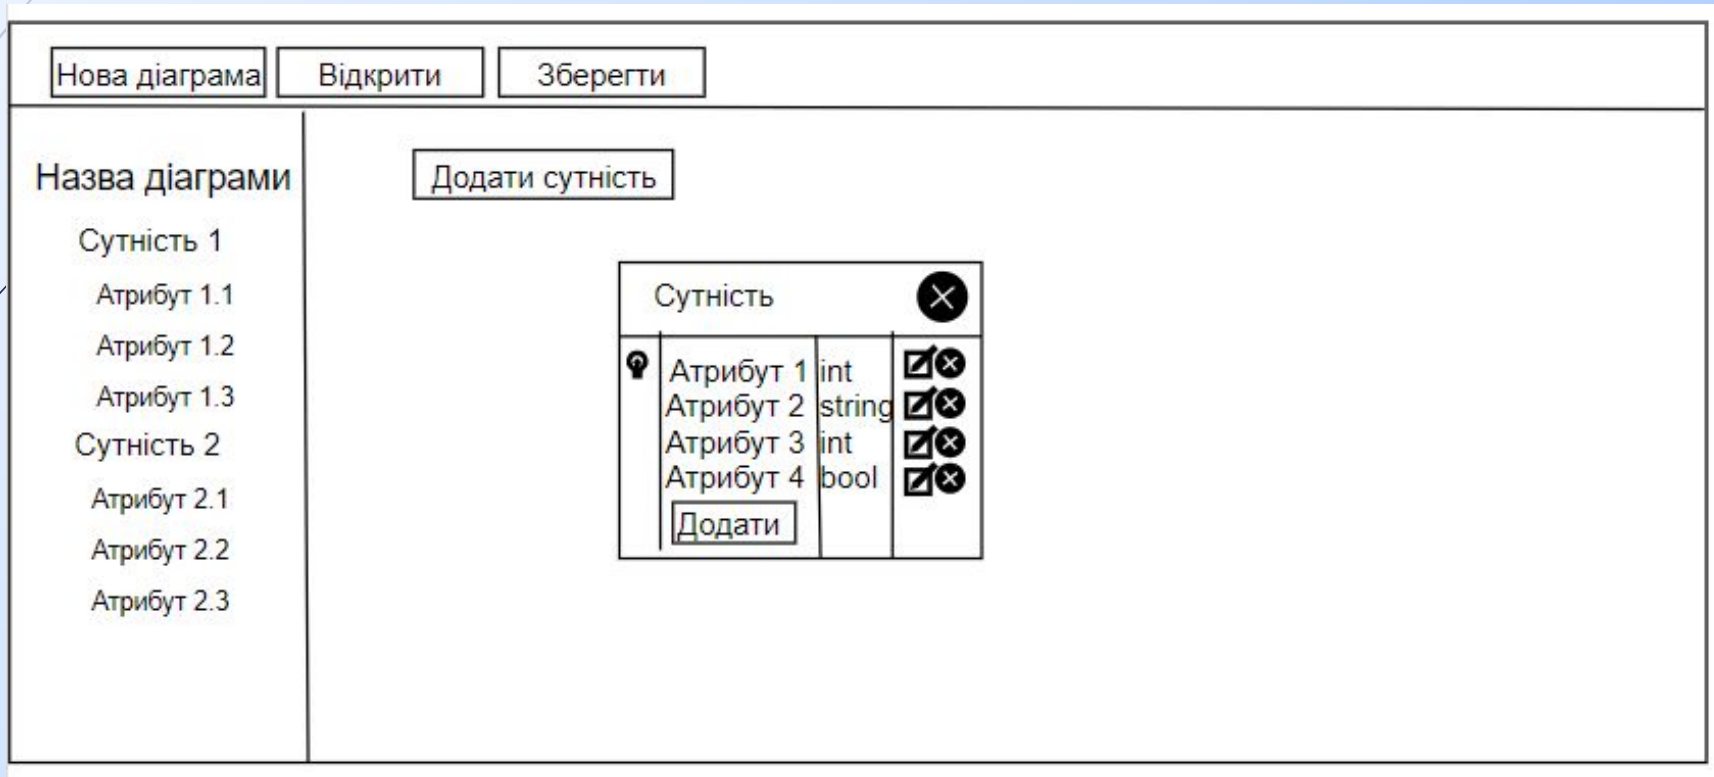 Нова діаграма Відкрити Зберегти
Назва діаграми
Сутність 1
Атрибут 1.1
Атрибут 1.2
Атрибут 1.3
Сутність 2
Атрибут 2.1
Атрибут 2.2
Атрибут 2.3
Додати сутність
Сутність
Атрибут 1 int
Атрибут 2 string
Атрибут 3 int
Атрибут 4 bool
Додати